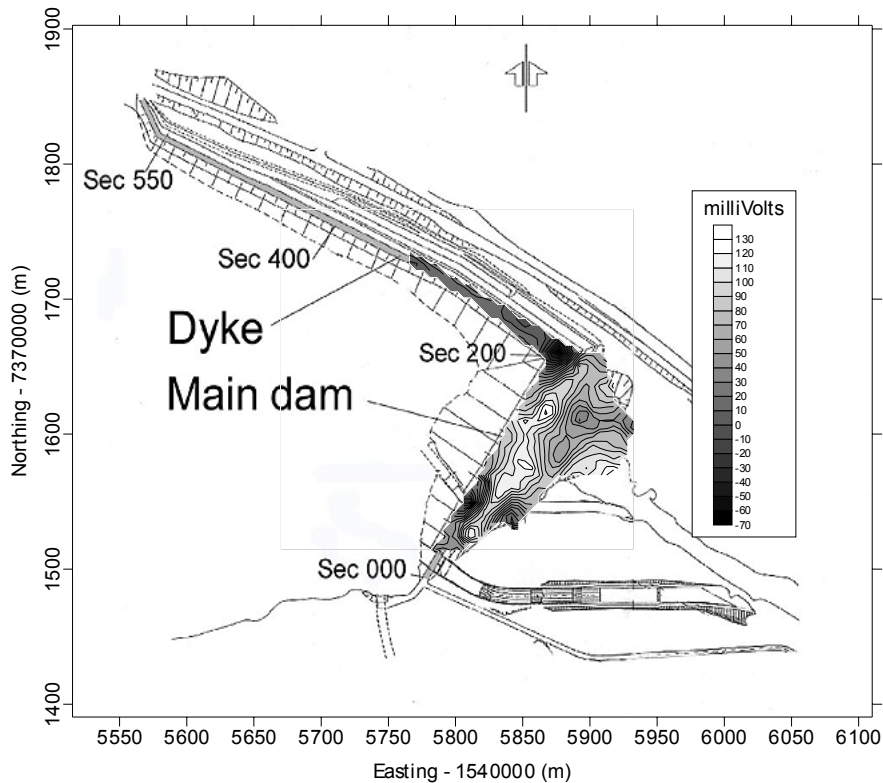 1900
1800
1700
1600
1500
1400
Northing - 7370000 (m)
Sec 550
Sec 400
Dyke
Sec 200
Main dam
Sec 000
milliVolts
130
120
110
100
90
80
70
60
50
40
30
20
10
0
-10
-20
-30
-40
-50
-60
-70
5550 5600 5650 5700 5750 5800 5850 5900 5950 6000 6050 6100
Easting - 1540000 (m)